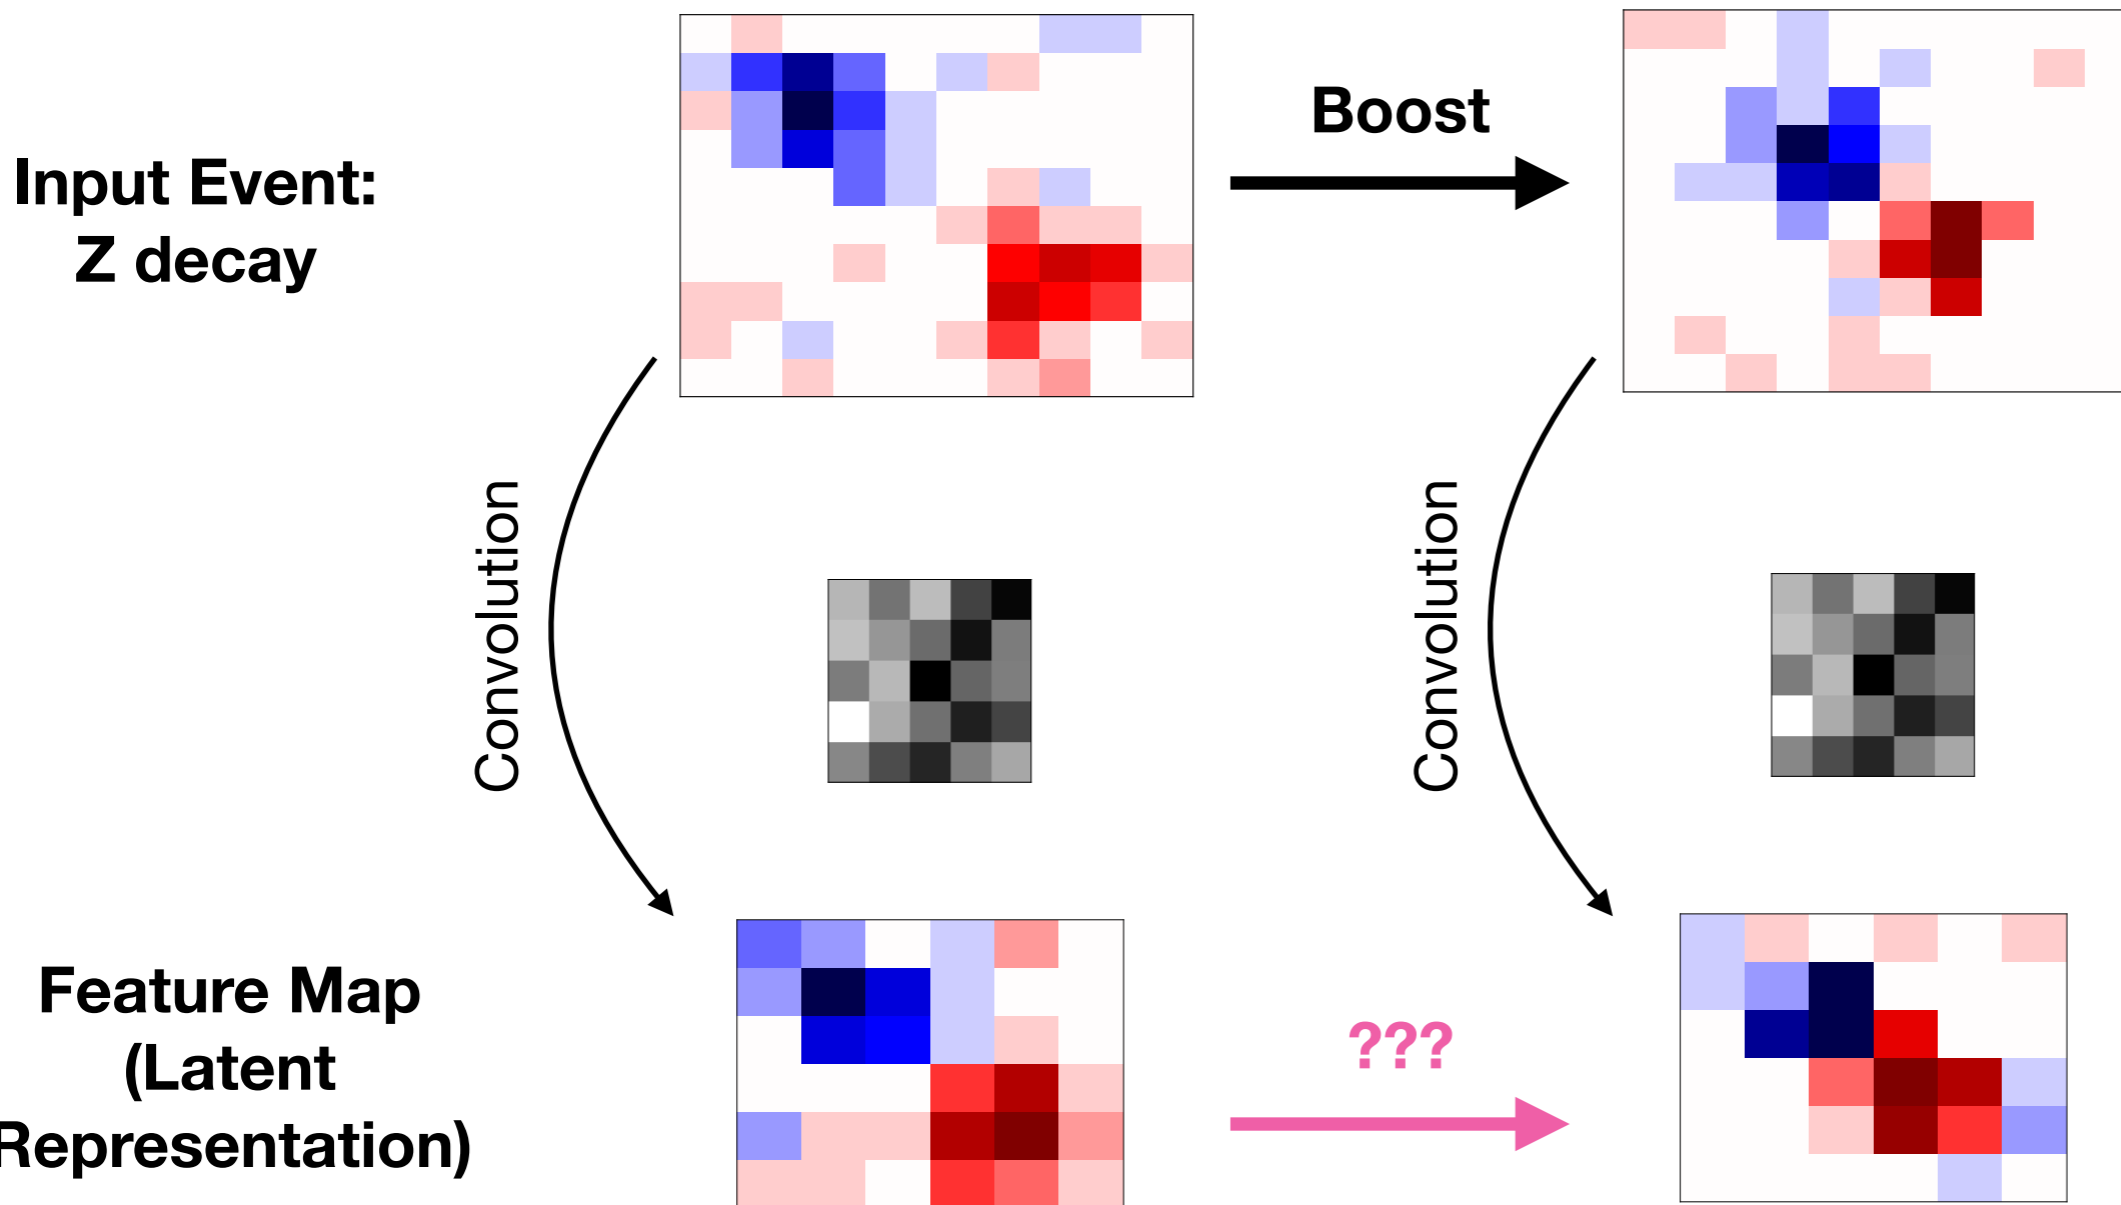 Input Event:
Z decay
Boost
Convolution
Convolution
Feature Map
(Latent
Representation)
???